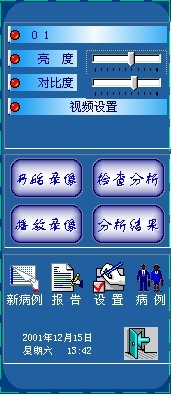 01
亮 度
对比度
视频设置
开始录像 检查分析
播放录像 分析结果
新病例 报 告 设 置 病 例
2001年12月15日
星期六 13:42